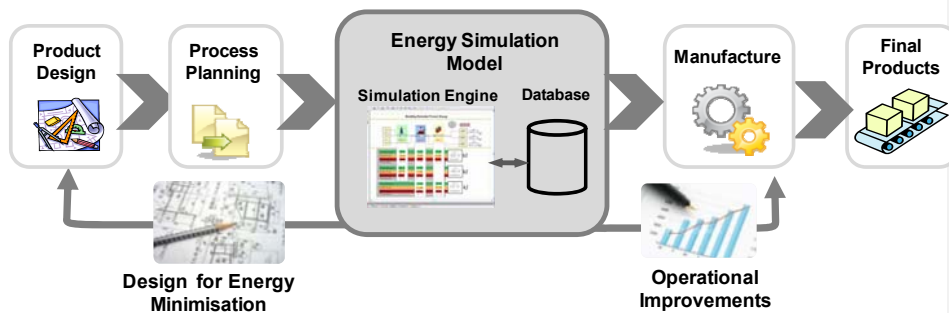 Product
Design
Process
Planning
Energy Simulation
Model
Simulation Engine
Database
Manufacture
Final
Products
Design for Energy
Minimisation
Operational
Improvements